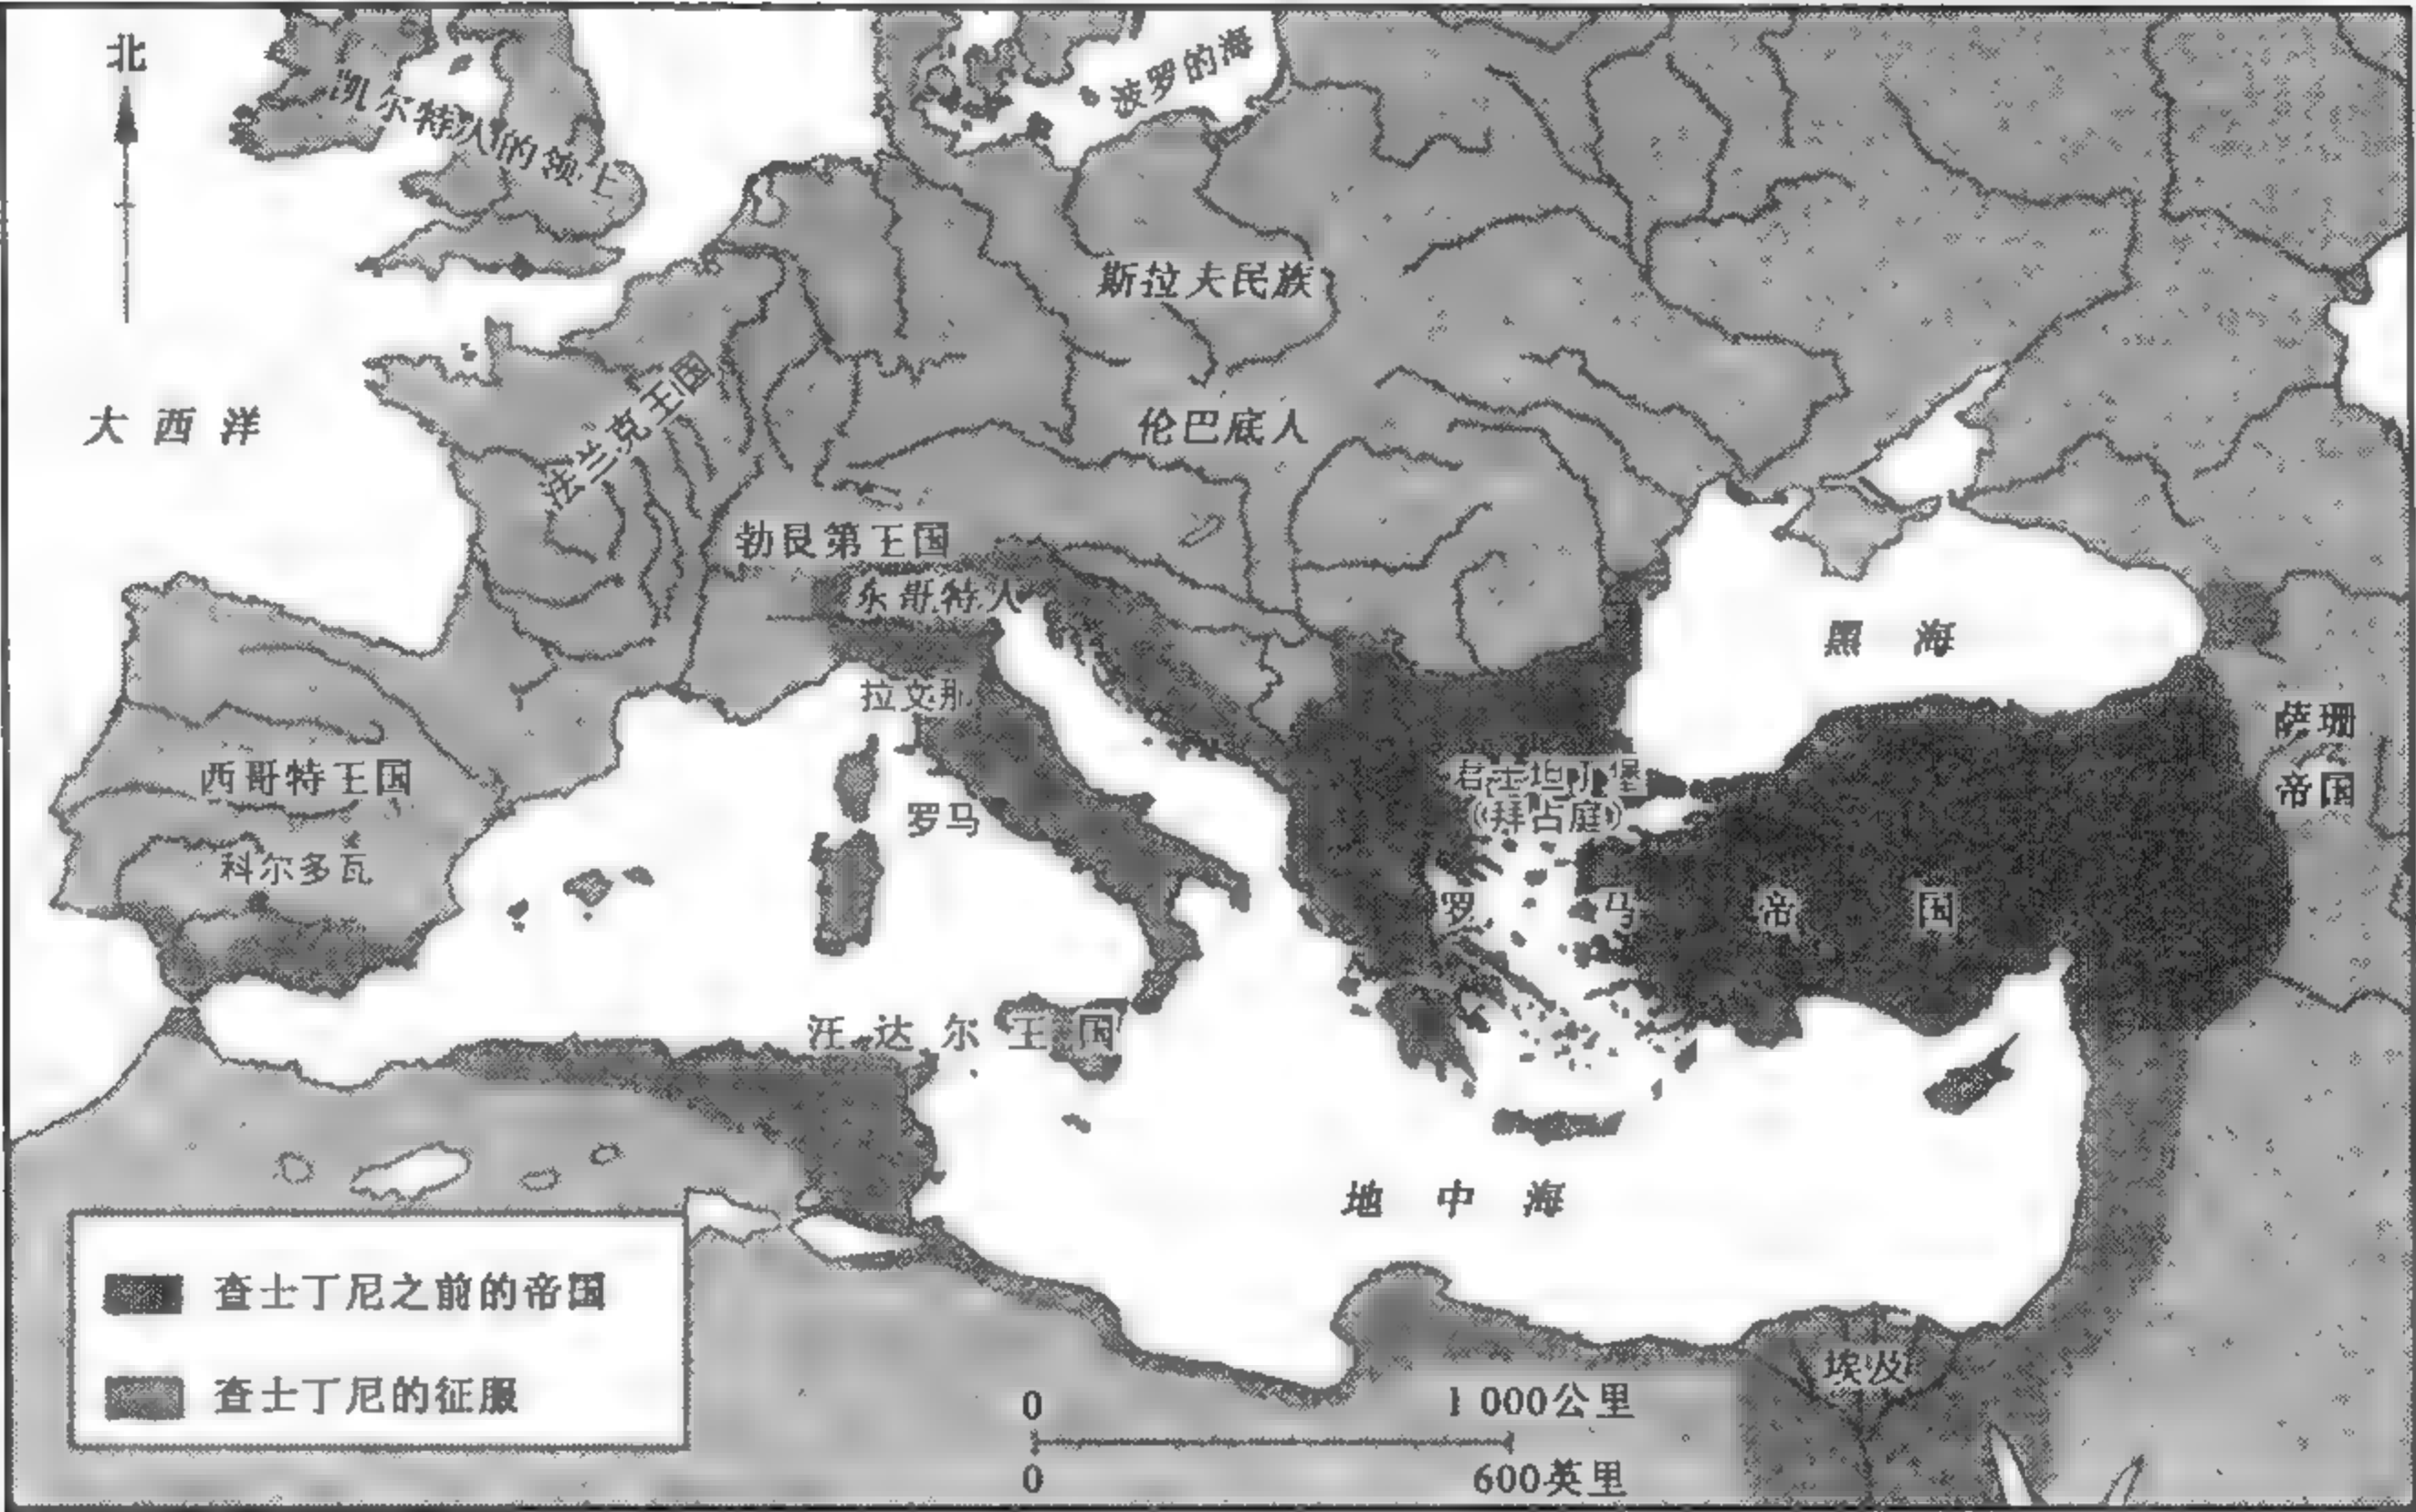 北
波罗的海
凯尔特人的领土
斯拉夫民族
大西洋
法兰克王国
伦巴底人
勃艮第王国
东哥特人
黑海
拉文那
萨珊
帝国
西哥特王国
君士坦丁堡
(拜占庭)
罗马
科尔多瓦
罗马帝国
汪达尔王国
地中海
查士丁尼之前的帝国
查士丁尼的征服
埃及
0 1 000公里
0 600英里